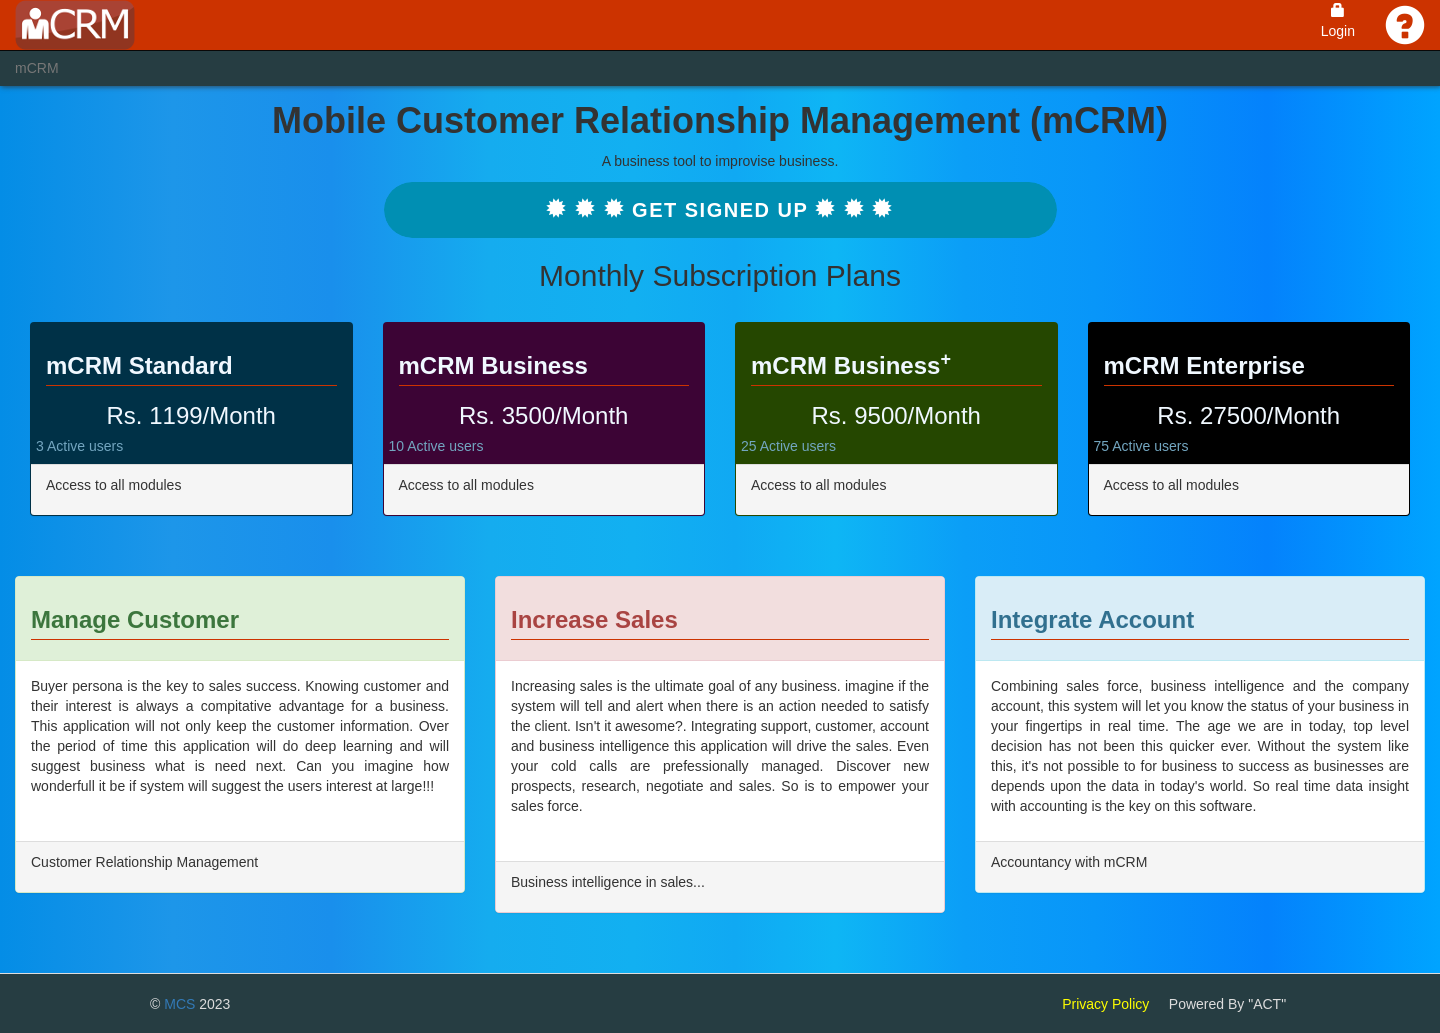 mCRM
Login
mCRM
Mobile Customer Relationship Management (mCRM)
A business tool to improvise business.
GET SIGNED UP
Monthly Subscription Plans
mCRM Standard
Rs. 1199/Month
3 Active users
Access to all modules
mCRM Business
Rs. 3500/Month
10 Active users
Access to all modules
mCRM Business+
Rs. 9500/Month
25 Active users
Access to all modules
mCRM Enterprise
Rs. 27500/Month
75 Active users
Access to all modules
Manage Customer
Buyer persona is the key to sales success. Knowing customer and
their interest is always a compitative advantage for a business.
This application will not only keep the customer information. Over
the period of time this application will do deep learning and will
suggest business what is need next. Can you imagine how
wonderfull it be if system will suggest the users interest at large!!!
Customer Relationship Management
Increase Sales
Increasing sales is the ultimate goal of any business. imagine if the
system will tell and alert when there is an action needed to satisfy
the client. Isn't it awesome?. Integrating support, customer, account
and business intelligence this application will drive the sales. Even
your cold calls are prefessionally managed. Discover new
prospects, research, negotiate and sales. So is to empower your
sales force.
Business intelligence in sales...
Integrate Account
Combining sales force, business intelligence and the company
account, this system will let you know the status of your business in
your fingertips in real time. The age we are in today, top level
decision has not been this quicker ever. Without the system like
this, it's not possible to for business to success as businesses are
depends upon the data in today's world. So real time data insight
with accounting is the key on this software.
Accountancy with mCRM
© MCS 2023
Privacy Policy Powered By "ACT"